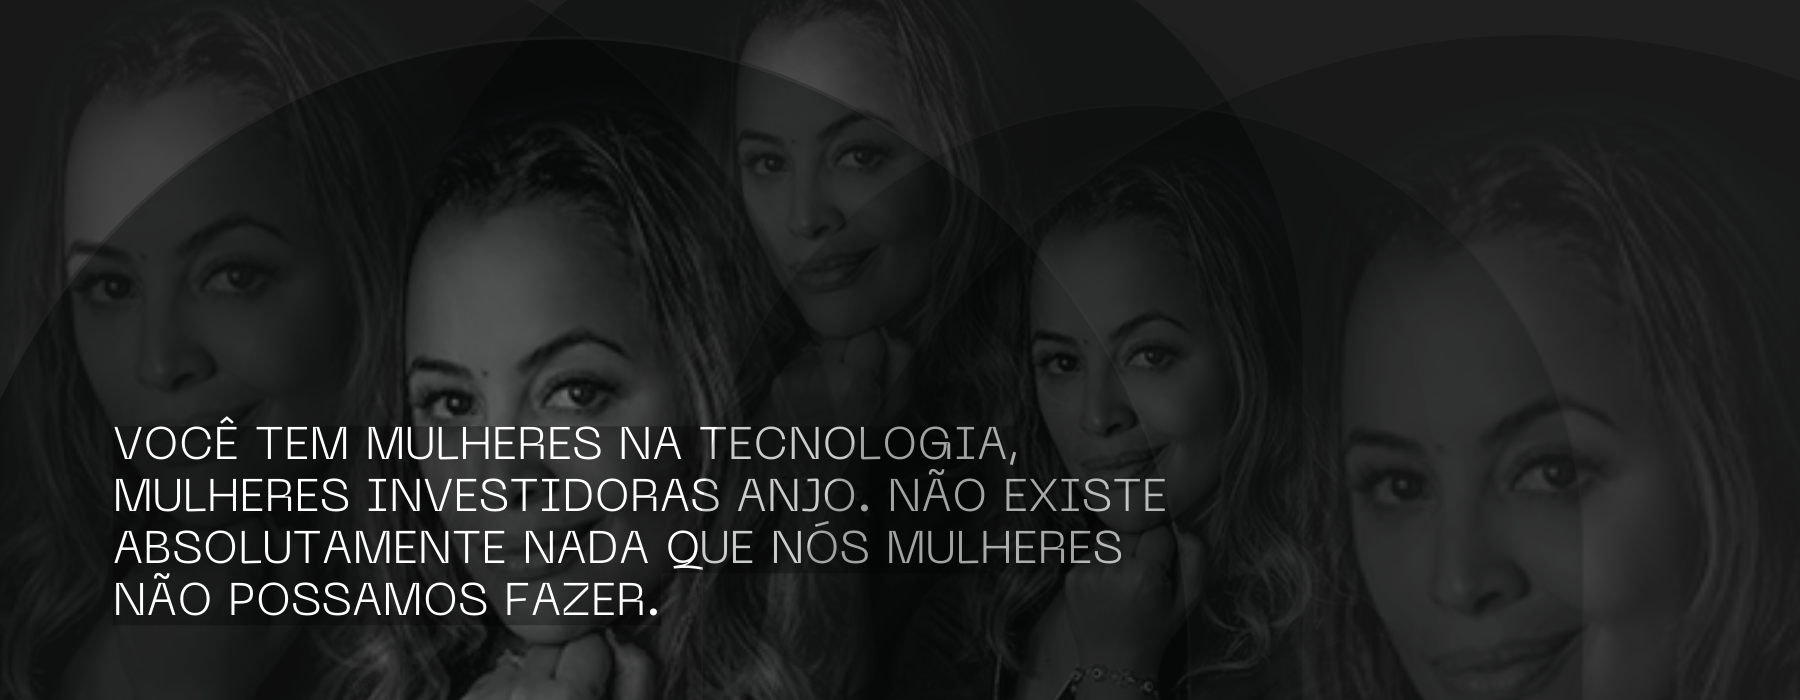 VOCÊ TEM MULHERES NA TECNOLOGIA,
MULHERES INVESTIDORAS ANJO. NÃO EXISTE
ABSOLUTAMENTE NADA QUE NÓS MULHERES
NÃO POSSAMOS FAZER.